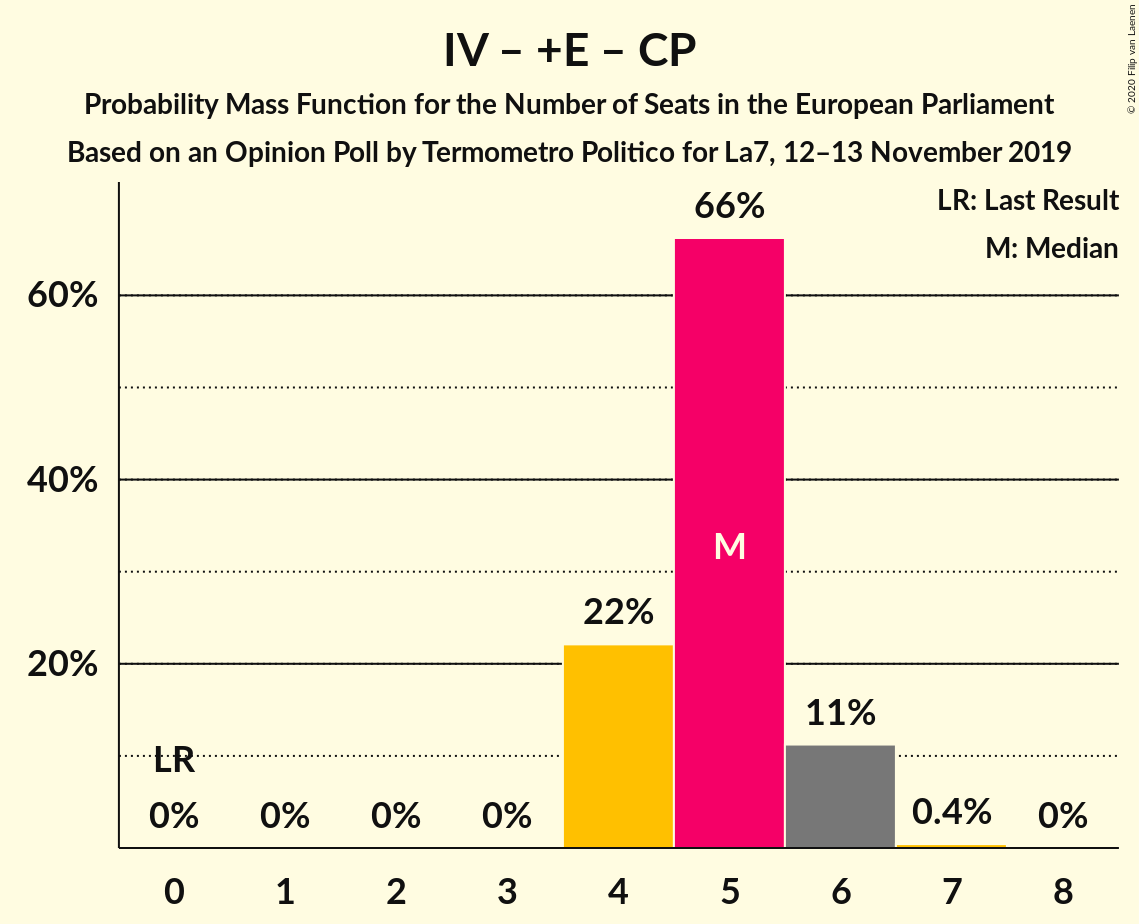 IV – +E – CP
Probability Mass Function for the Number of Seats in the European Parliament
Based on an Opinion Poll by Termometro Politico for La7, 12–13 November 2019
© 2020 Filip van Laenen
LR: Last Result
M: Median
66%
60%
M
40%
22%
20%
11%
LR
0% 0% 0% 0% 0.4% 0%
0 1 2 3 4 5 6 7 8